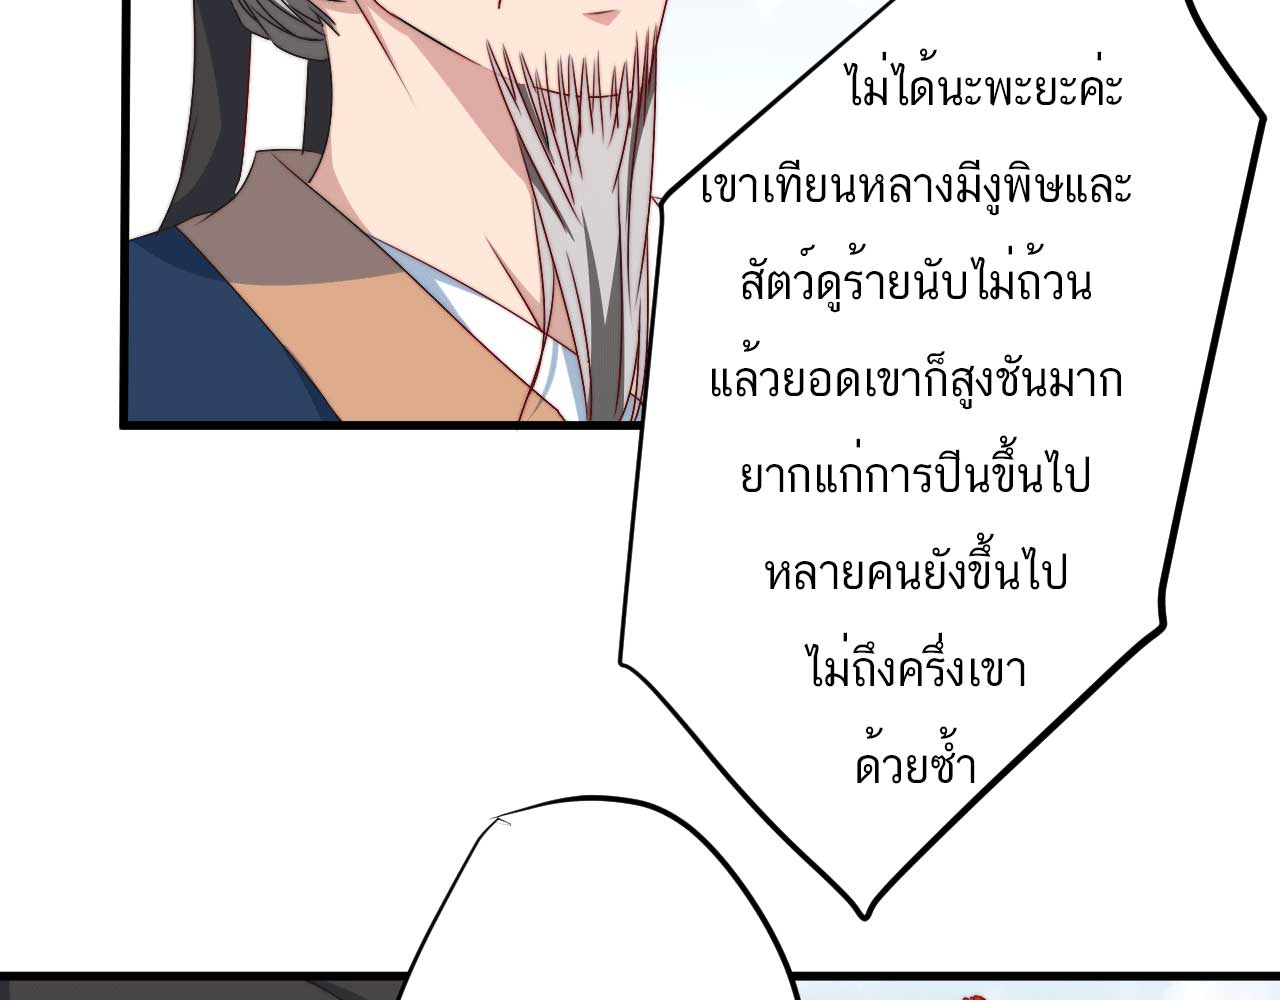 ไม่ได้นะพะยะค่ะ
เขาเทียนหลางมีงูพิษและ
สัตว์ดูร้ายนับไม่ถ้วน
แล้วยอดเขาก็สูงชันมาก
ยากแก่การปีนขึ้นไป
หลายคนยังขึ้นไป
ไม่ถึงครึ่งเขา
ด้วยซ้ำ